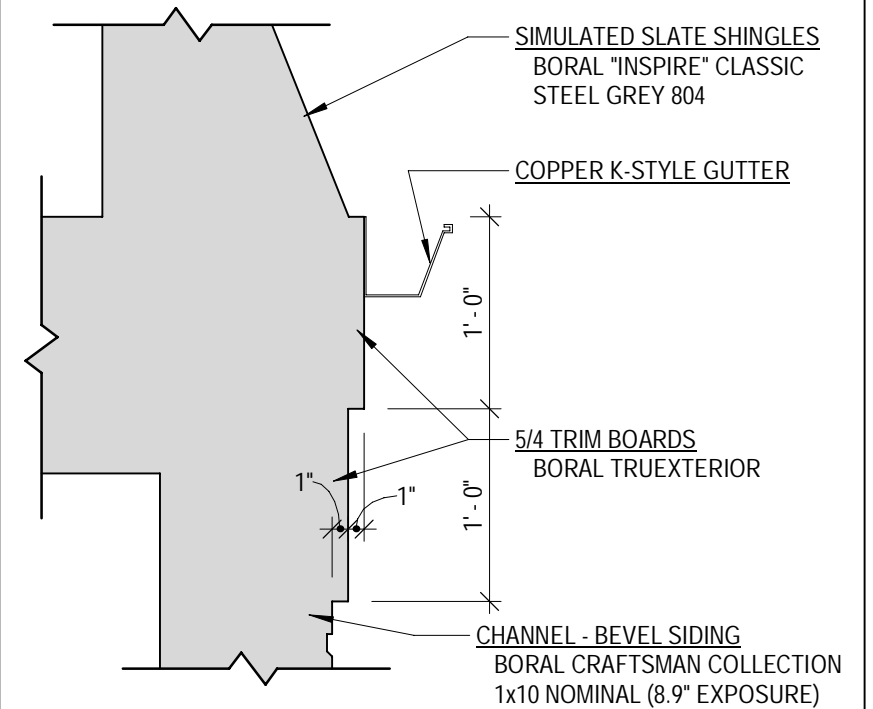 SIMULATED SLATE SHINGLES
BORAL "INSPIRE" CLASSIC
STEEL GREY 804
COPPER K-STYLE GUTTER
1' - 0"
5/4 TRIM BOARDS
BORAL TRUEXTERIOR
1"
1"
1' - 0"
CHANNEL - BEVEL SIDING
BORAL CRAFTSMAN COLLECTION
1x10 NOMINAL (8.9" EXPOSURE)